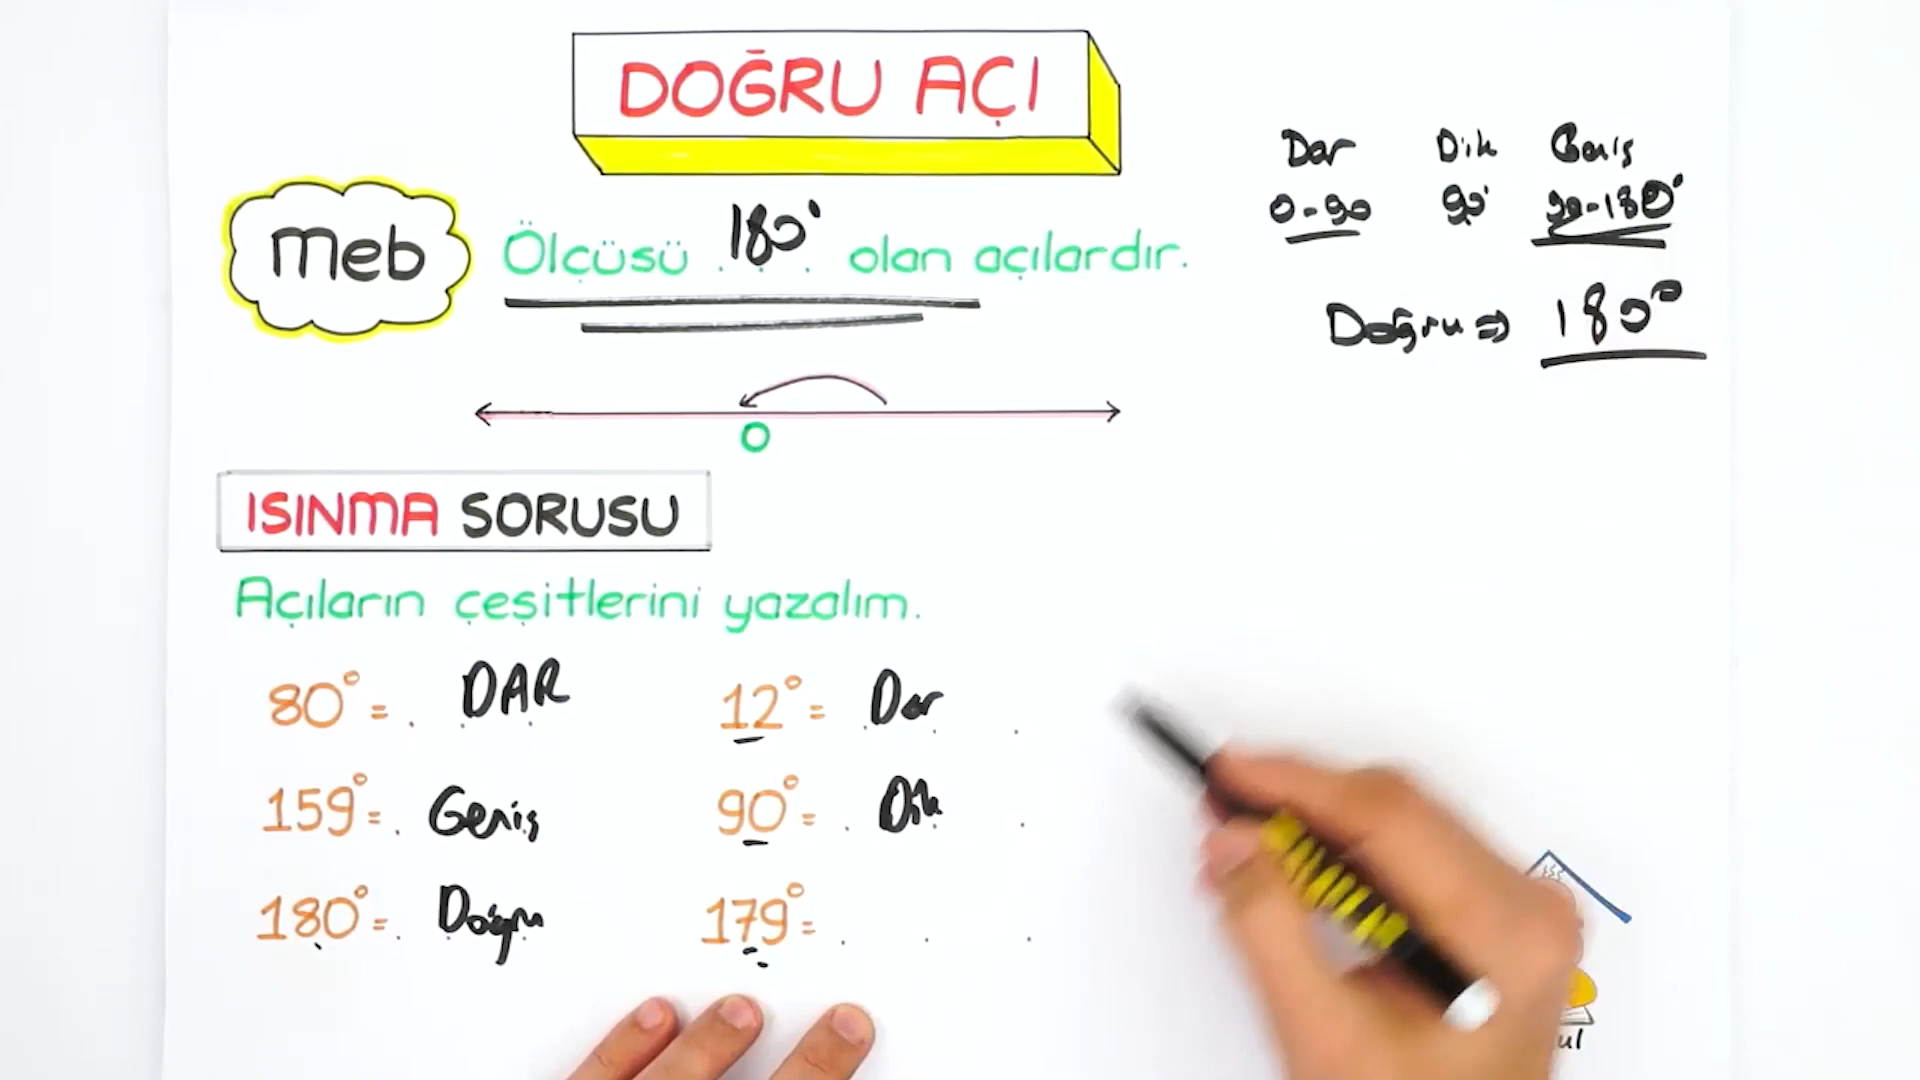 DOĞRU AÇI
Dar Dik Geniş
0-90 90° 90-180°
Doğru ⇒ 180°
Meb
Ölçüsü 180° olan açılardır.
O
ISINMA SORUSU
Açıların çeşitlerini yazalım.
80° = DAR 12° = Dar
159° = Geniş 90° = Dik
180° = Doğru 179° =